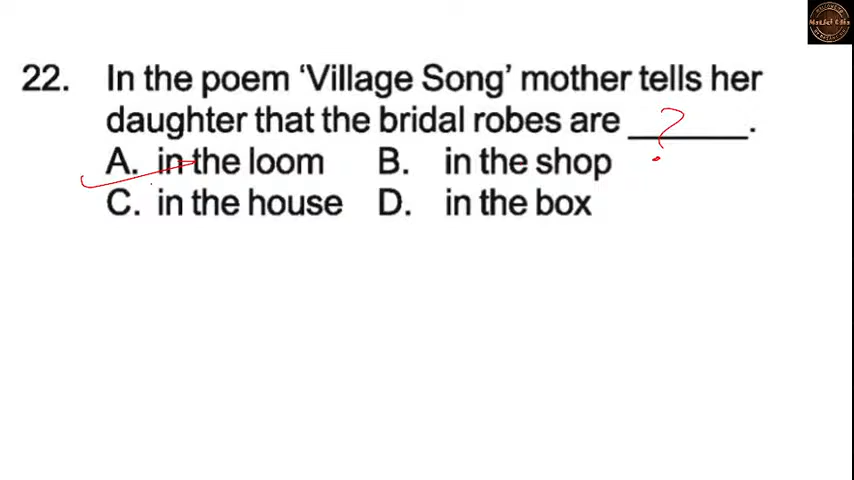 22. In the poem ‘Village Song’ mother tells her
daughter that the bridal robes are ______.
A. in the loom B. in the shop
C. in the house D. in the box